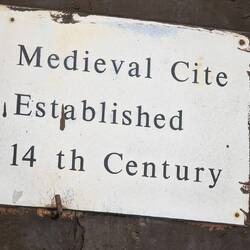 Medieval Cite
Established
14 th Century